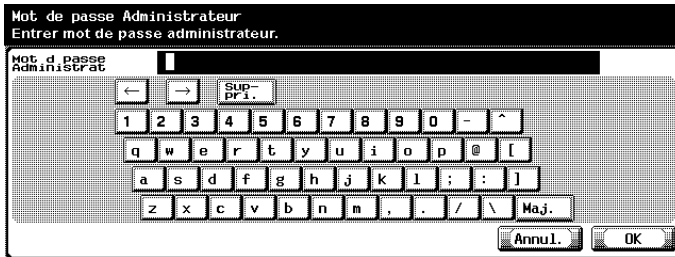 Mot de passe Administrateur
Entrer mot de passe administrateur.
Mot d passe
Administrat
← → Sup-
pri.
1 2 3 4 5 6 7 8 9 0 - ^
q w e r t y u i o p @ [
a s d f g h j k l ; : ]
z x c v b n m , . / \ Maj.
Annul. OK